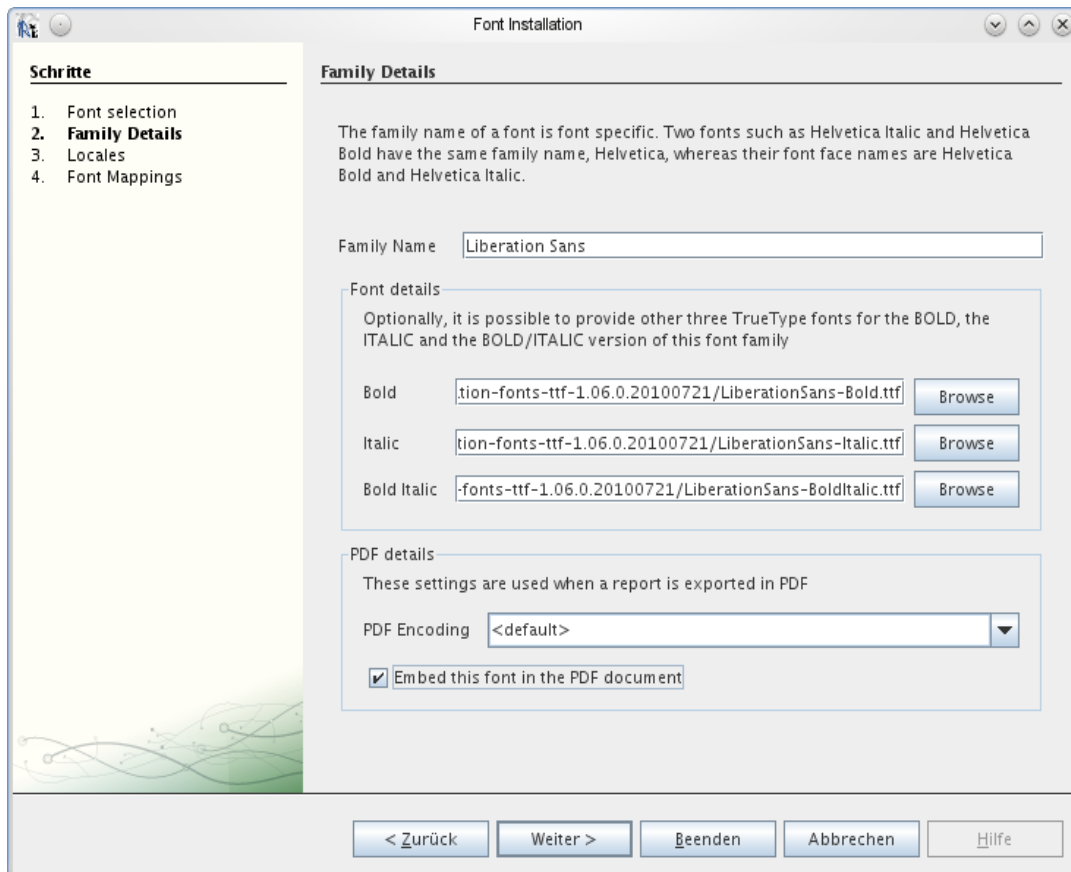 Font Installation
Schritte
1. Font selection
2. Family Details
3. Locales
4. Font Mappings
Family Details
The family name of a font is font specific. Two fonts such as Helvetica Italic and Helvetica
Bold have the same family name, Helvetica, whereas their font face names are Helvetica
Bold and Helvetica Italic.
Family Name Liberation Sans
Font details
Optionally, it is possible to provide other three TrueType fonts for the BOLD, the
ITALIC and the BOLD/ITALIC version of this font family
Bold .tion-fonts-ttf-1.06.0.20100721/LiberationSans-Bold.ttf Browse
Italic tion-fonts-ttf-1.06.0.20100721/LiberationSans-Italic.ttf Browse
Bold Italic -fonts-ttf-1.06.0.20100721/LiberationSans-BoldItalic.ttf Browse
PDF details
These settings are used when a report is exported in PDF
PDF Encoding <default>
Embed this font in the PDF document
< Zurück Weiter > Beenden Abbrechen Hilfe